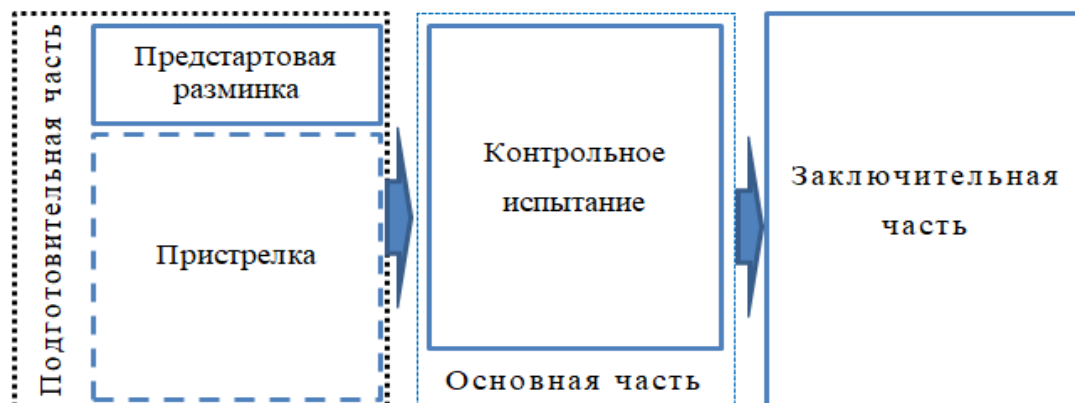 Подготовительная часть
Предстартовая
разминка
Пристрелка
Контрольное
испытание
Основная часть
Заключительная
часть